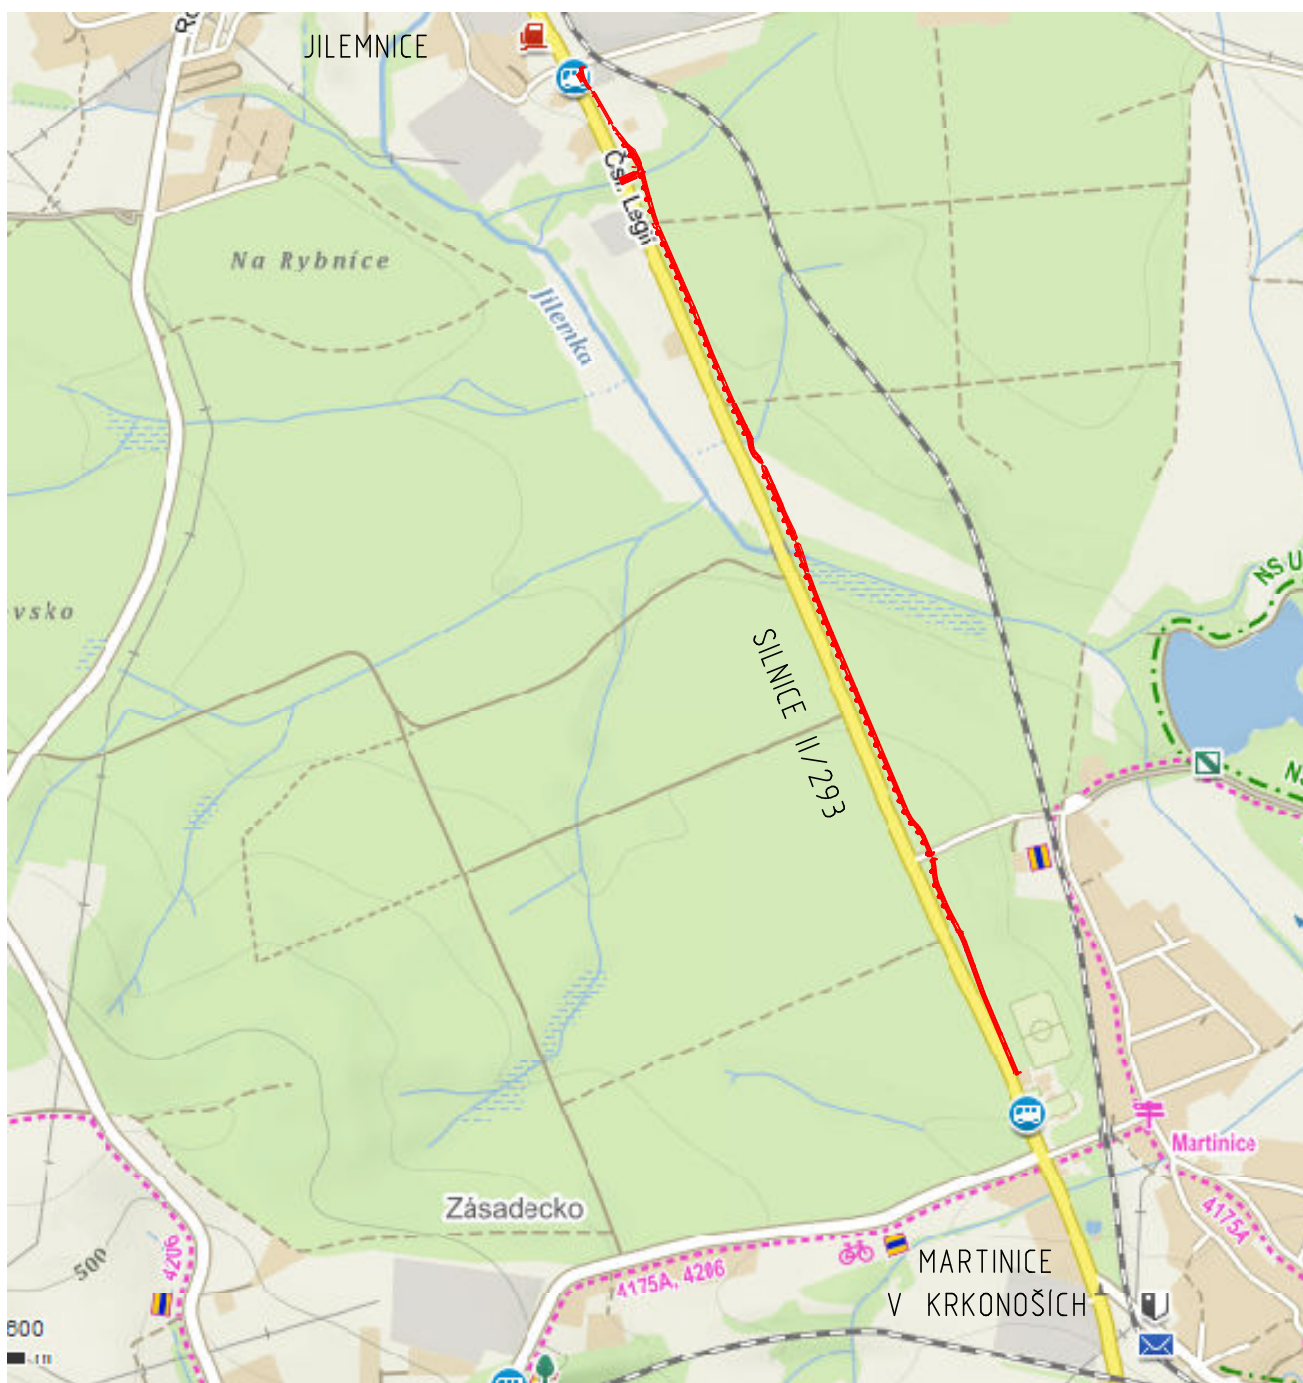 JILEMNICE
Čsl. Legií
Na Rybníce
Jilemka
NS U
vsko
SILNICE II/293
Martinice
4175A
Zásadecko
4206
500
4175A, 4206
MARTINICE
V KRKONOŠÍCH
800